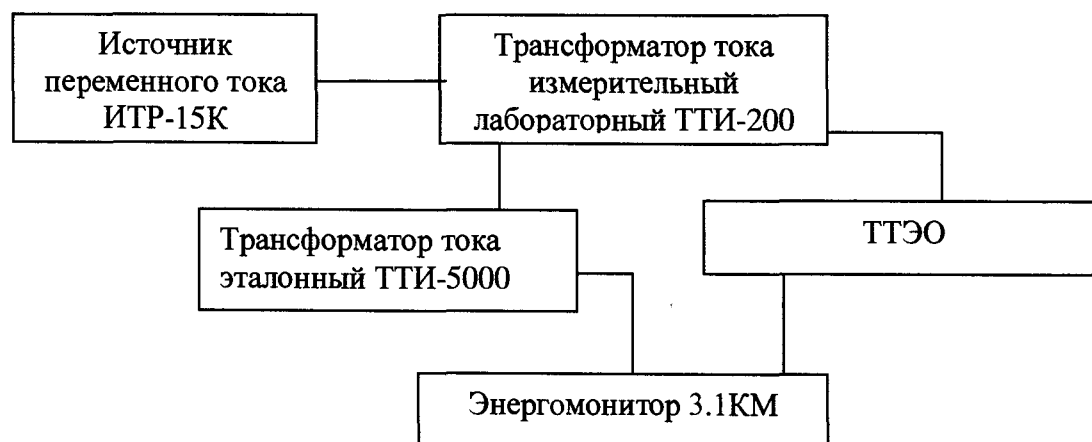 Источник
переменного тока
ИТР-15К
Трансформатор тока
измерительный
лабораторный ТТИ-200
Трансформатор тока
эталонный ТТИ-5000
ТТЭО
Энергомонитор 3.1КМ